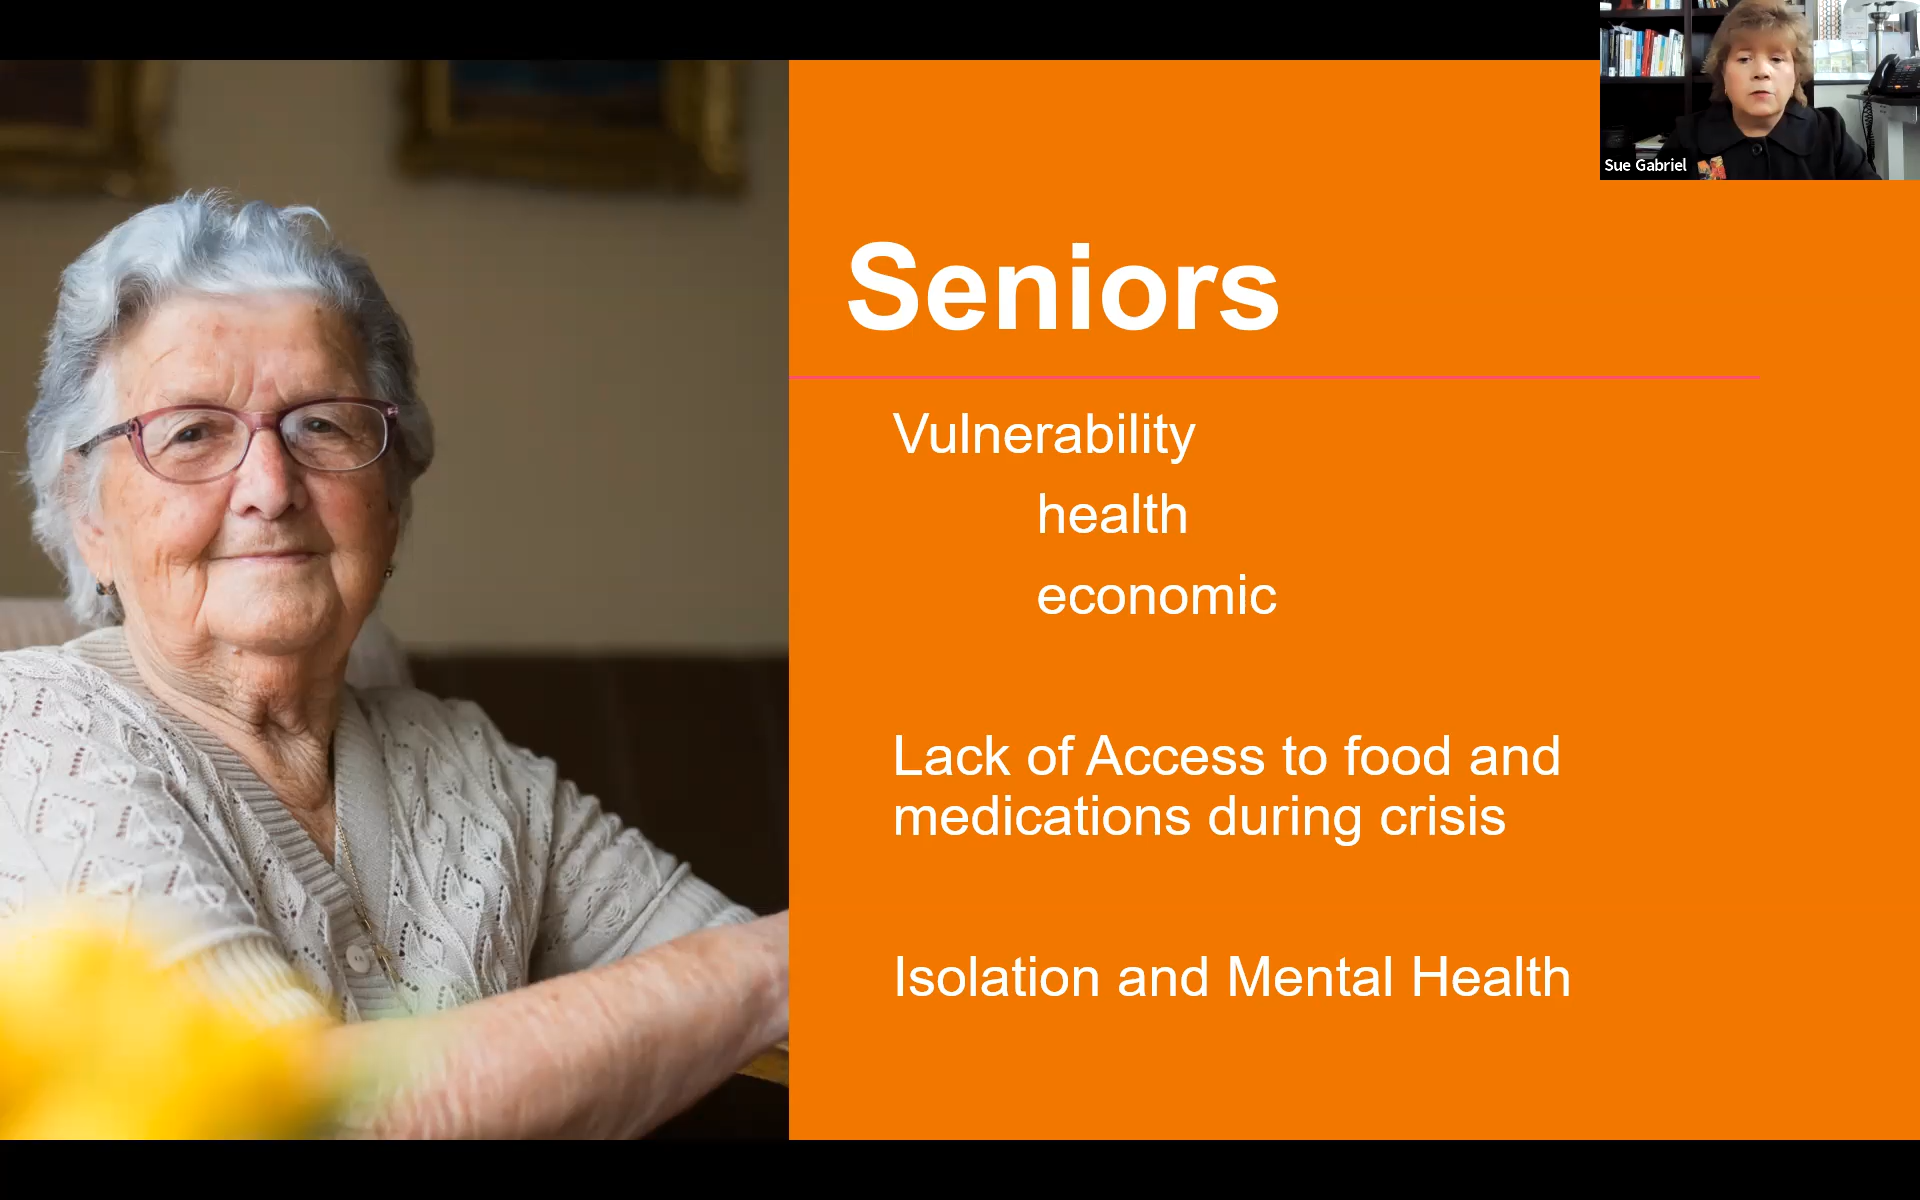 Sue Gabriel
Seniors
Vulnerability
health
economic
Lack of Access to food and
medications during crisis
Isolation and Mental Health